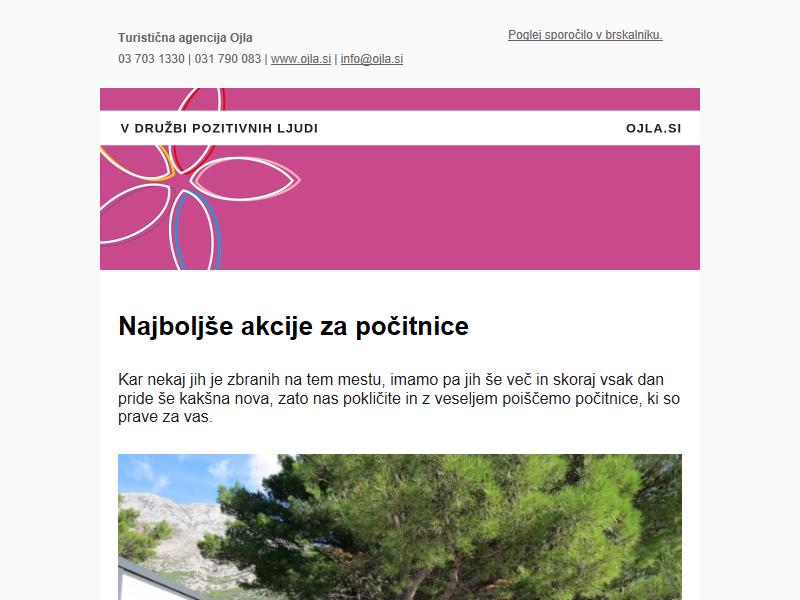 Turistična agencija Ojla
Poglej sporočilo v brskalniku.
03 703 1330 | 031 790 083 | www.ojla.si | info@ojla.si
V DRUŽBI POZITIVNIH LJUDI
OJLA.SI
Najboljše akcije za počitnice
Kar nekaj jih je zbranih na tem mestu, imamo pa jih še več in skoraj vsak dan
pride še kakšna nova, zato nas pokličite in z veseljem poiščemo počitnice, ki so
prave za vas.